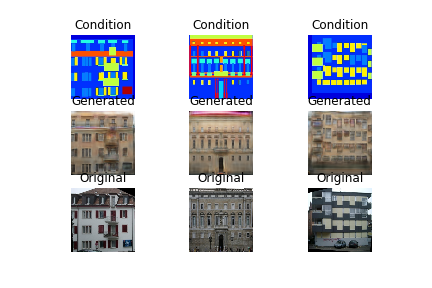 Condition Condition Condition
Generated Generated Generated
Original Original Original